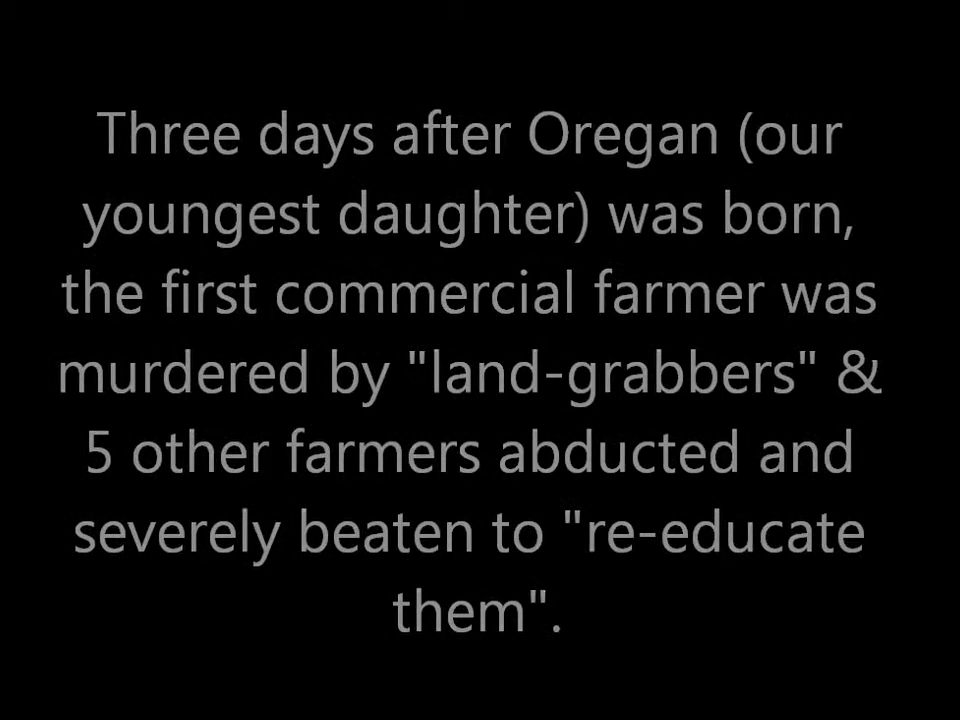 Three days after Oregan (our
youngest daughter) was born,
the first commercial farmer was
murdered by "land-grabbers" &
5 other farmers abducted and
severely beaten to "re-educate
them".